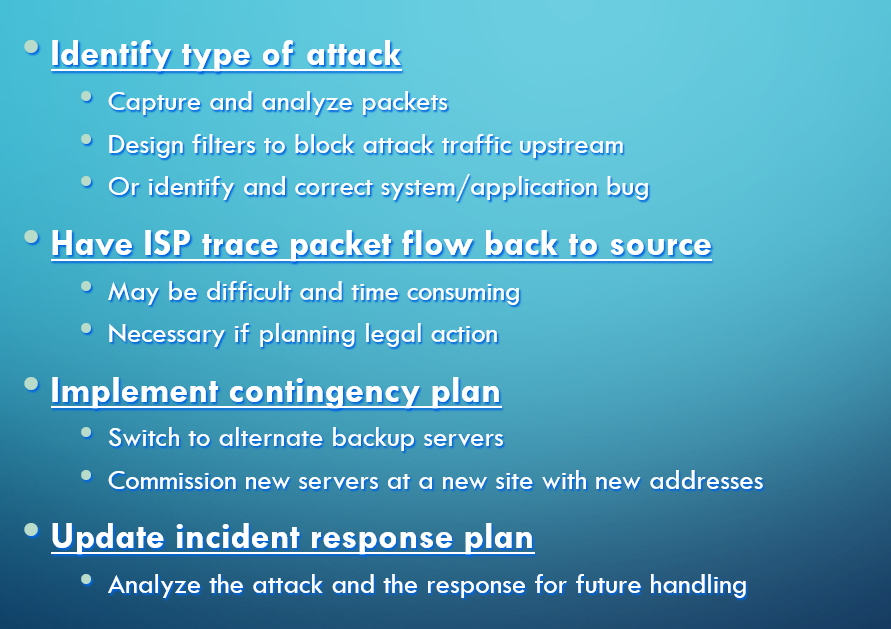 Identify type of attack
Capture and analyze packets
Design filters to block attack traffic upstream
Or identify and correct system/application bug
Have ISP trace packet flow back to source
May be difficult and time consuming
Necessary if planning legal action
Implement contingency plan
Switch to alternate backup servers
Commission new servers at a new site with new addresses
Update incident response plan
Analyze the attack and the response for future handling